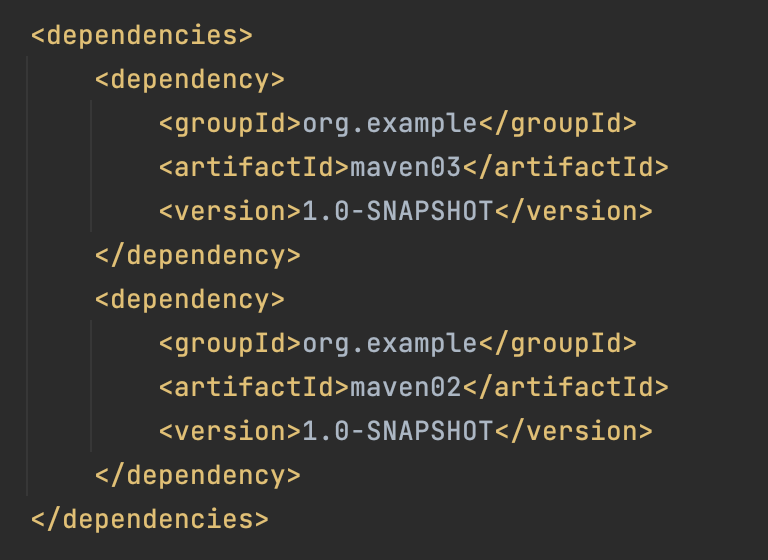 <dependencies>
    <dependency>
        <groupId>org.example</groupId>
        <artifactId>maven03</artifactId>
        <version>1.0-SNAPSHOT</version>
    </dependency>
    <dependency>
        <groupId>org.example</groupId>
        <artifactId>maven02</artifactId>
        <version>1.0-SNAPSHOT</version>
    </dependency>
</dependencies>